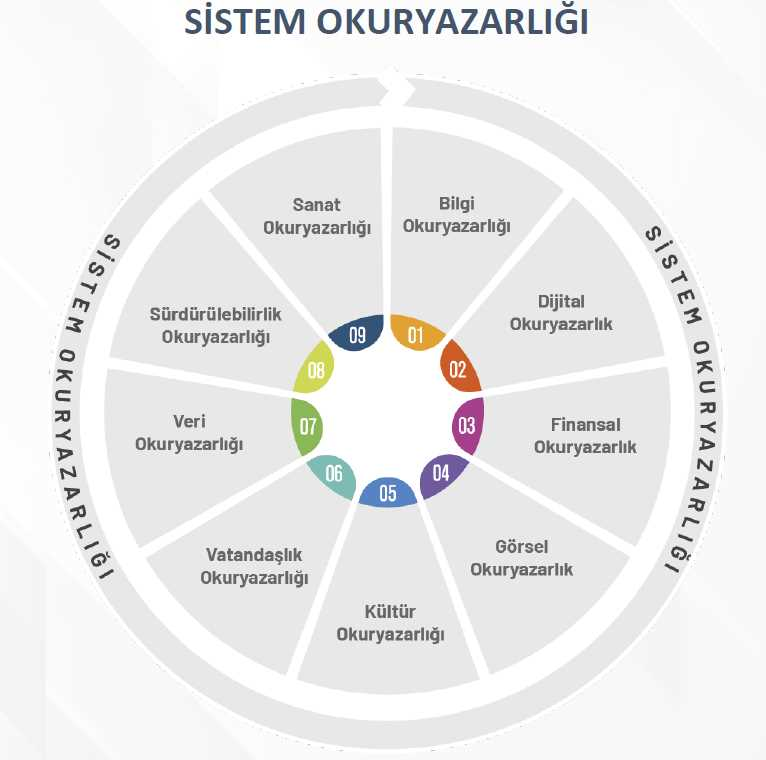 SİSTEM OKURYAZARLIĞI
SİSTEM OKURYAZARLIĞI
SİSTEM OKURYAZARLIĞI
Bilgi
Okuryazarlığı
01
Dijital
Okuryazarlık
02
Finansal
Okuryazarlık
03
Görsel
Okuryazarlık
04
Kültür
Okuryazarlığı
05
Vatandaşlık
Okuryazarlığı
06
Veri
Okuryazarlığı
07
Sürdürülebilirlik
Okuryazarlığı
08
Sanat
Okuryazarlığı
09